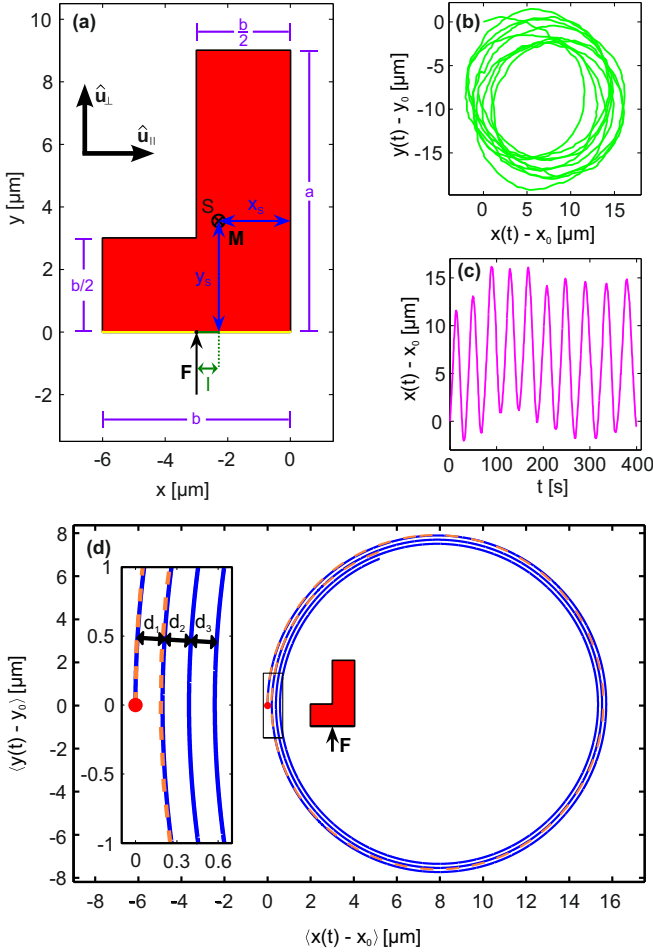 (a)
10
8
6
4
2
0
-2
y [μm]
-6
-4
-2
0
x [μm]
û⊥
û||
b
2
S
x_s
M
a
y_s
b/2
F
l
b
(b)
0
-5
-10
-15
y(t) - y₀ [μm]
0
5
10
15
x(t) - x₀ [μm]
(c)
15
10
5
0
x(t) - x₀ [μm]
0
100
200
300
400
t [s]
(d)
8
6
4
2
0
-2
-4
-6
-8
⟨y(t) - y₀⟩ [μm]
1
0.5
0
-0.5
-1
d₁ d₂ d₃
0 0.3 0.6
F
-8 -6 -4 -2 0 2 4 6 8 10 12 14 16
⟨x(t) - x₀⟩ [μm]